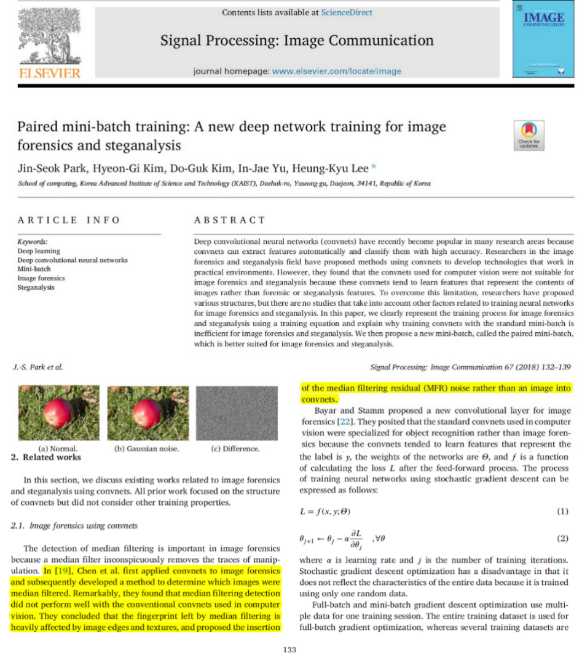 Contents lists available at ScienceDirect
Signal Processing: Image Communication
journal homepage: www.elsevier.com/locate/image
ELSEVIER
IMAGE
COMMUNICATION
Paired mini-batch training: A new deep network training for image
forensics and steganalysis
Check for
updates
Jin-Seok Park, Hyeon-Gi Kim, Do-Guk Kim, In-Jae Yu, Heung-Kyu Lee *
School of computing, Korea Advanced Institute of Science and Technology (KAIST), Daehak-ro, Yuseong-gu, Daejeon, 34141, Republic of Korea
ARTICLE INFO
Keywords:
Deep learning
Deep convolutional neural networks
Mini-batch
Image forensics
Steganalysis
ABSTRACT
Deep convolutional neural networks (convnets) have recently become popular in many research areas because
convnets can extract features automatically and classify them with high accuracy. Researchers in the image
forensics and steganalysis field have proposed methods using convnets to develop technologies that work in
practical environments. However, they found that the convnets used for computer vision were not suitable for
image forensics and steganalysis because these convnets tend to learn features that represent the contents of
images rather than forensic or steganalysis features. To overcome this limitation, researchers have proposed
various structures, but there are no studies that take into account other factors related to training neural networks
for image forensics and steganalysis. In this paper, we clearly represent the training process for image forensics
and steganalysis using a training equation and explain why training convnets with the standard mini-batch is
inefficient for image forensics and steganalysis. We then propose a new mini-batch, called the paired mini-batch,
which is better suited for image forensics and steganalysis.
J.-S. Park et al.
Signal Processing: Image Communication 67 (2018) 132–139
(a) Normal.
(b) Gaussian noise.
(c) Difference.
2. Related works
In this section, we discuss existing works related to image forensics
and steganalysis using convnets. All prior work focused on the structure
of convnets but did not consider other training properties.
2.1. Image forensics using convnets
The detection of median filtering is important in image forensics
because a median filter inconspicuously removes the traces of manip-
ulation. In [19], Chen et al. first applied convnets to image forensics
and subsequently developed a method to determine which images were
median filtered. Remarkably, they found that median filtering detection
did not perform well with the conventional convnets used in computer
vision. They concluded that the fingerprint left by median filtering is
heavily affected by image edges and textures, and proposed the insertion
of the median filtering residual (MFR) noise rather than an image into
convnets.
Bayar and Stamm proposed a new convolutional layer for image
forensics [22]. They posited that the standard convnets used in computer
vision were specialized for object recognition rather than image foren-
sics because the convnets tended to learn features that represent the
the label is y, the weights of the networks are Θ, and f is a function
of calculating the loss L after the feed-forward process. The process
of training neural networks using stochastic gradient descent can be
expressed as follows:
L = f(x, y; Θ) (1)
θj+1 ← θj − α ∂L/∂θj , ∀θ (2)
where α is learning rate and j is the number of training iterations.
Stochastic gradient descent optimization has a disadvantage in that it
does not reflect the characteristics of the entire data because it is trained
using only one random data.
Full-batch and mini-batch gradient descent optimization use multi-
ple data for one training session. The entire training dataset is used for
full-batch gradient optimization, whereas several training datasets are
133